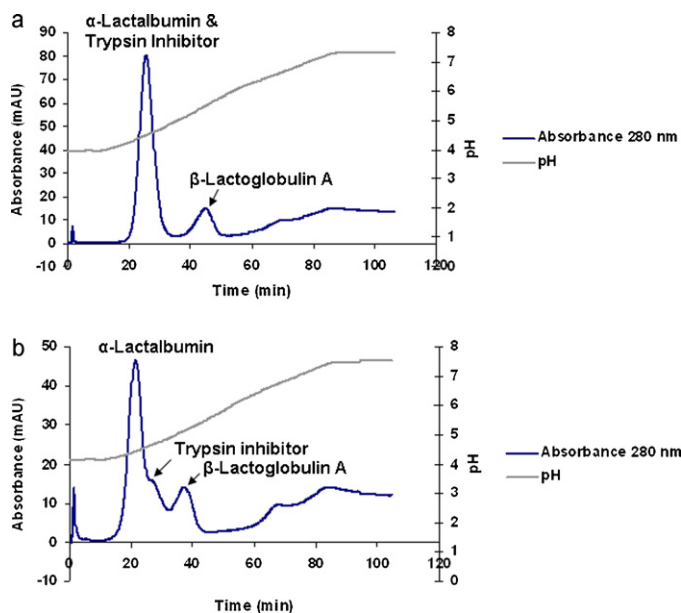 a
α-Lactalbumin &
Trypsin Inhibitor
Absorbance (mAU)
90
80
70
60
50
40
30
20
10
0
-10
β-Lactoglobulin A
8
7
6
5
4
3
2
1
0
pH
0 20 40 60 80 100 120
Time (min)
Absorbance 280 nm
pH
b
α-Lactalbumin
Absorbance (mAU)
50
40
30
20
10
0
-10
Trypsin inhibitor
β-Lactoglobulin A
8
7
6
5
4
3
2
1
0
pH
0 20 40 60 80 100 120
Time (min)
Absorbance 280 nm
pH